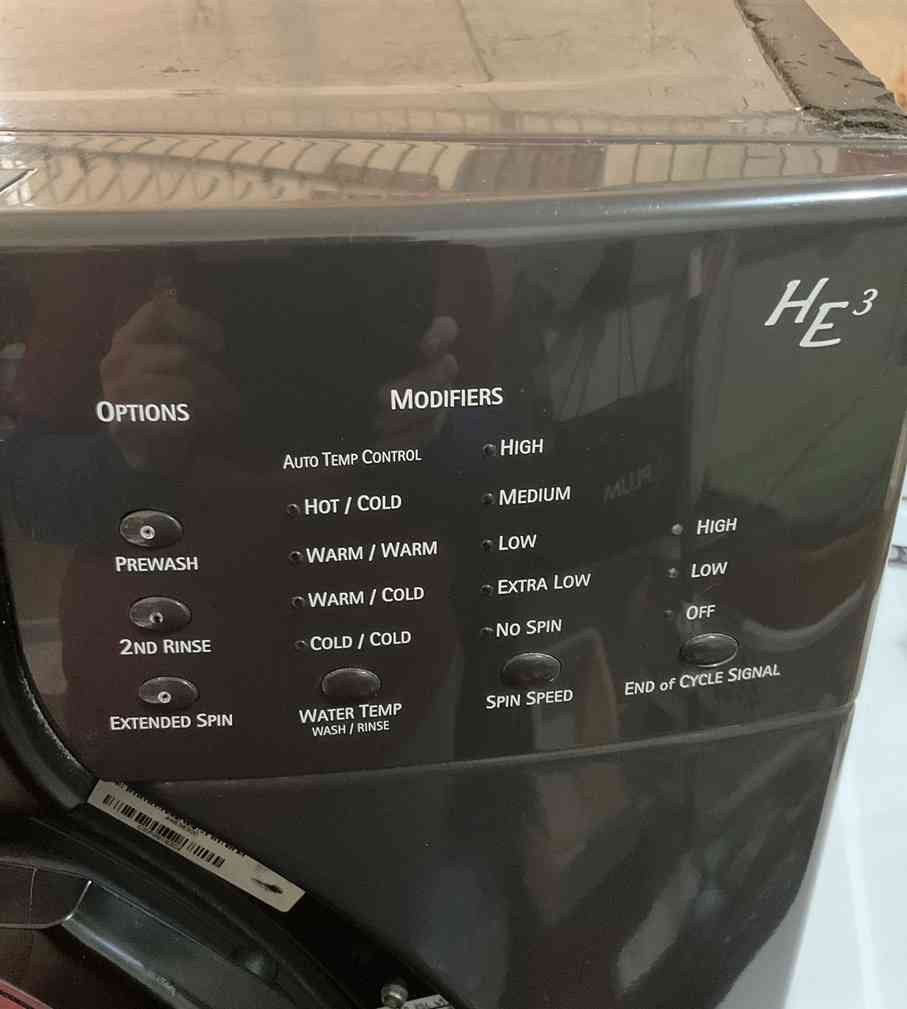 HE³
OPTIONS
MODIFIERS
AUTO TEMP CONTROL
HOT / COLD
WARM / WARM
WARM / COLD
COLD / COLD
WATER TEMP
WASH / RINSE
HIGH
MEDIUM
LOW
EXTRA LOW
NO SPIN
SPIN SPEED
HIGH
LOW
OFF
END of CYCLE SIGNAL
PREWASH
2ND RINSE
EXTENDED SPIN